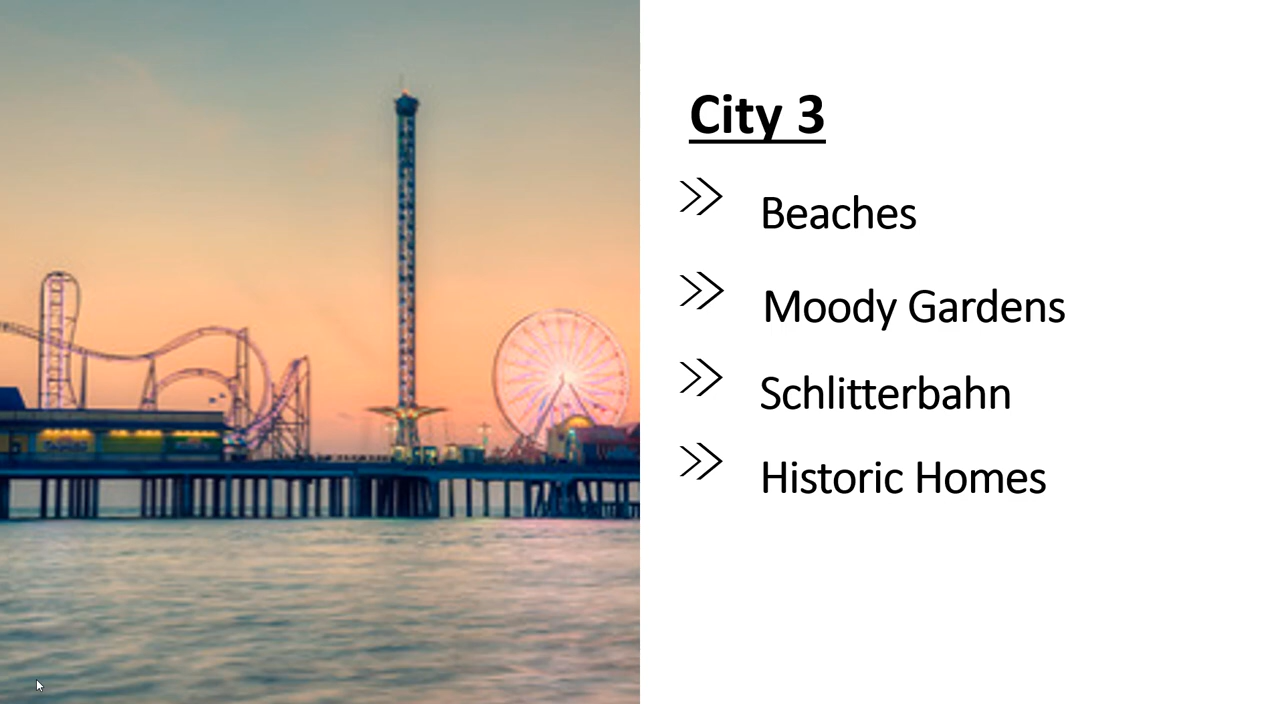 City 3
Beaches
Moody Gardens
Schlitterbahn
Historic Homes